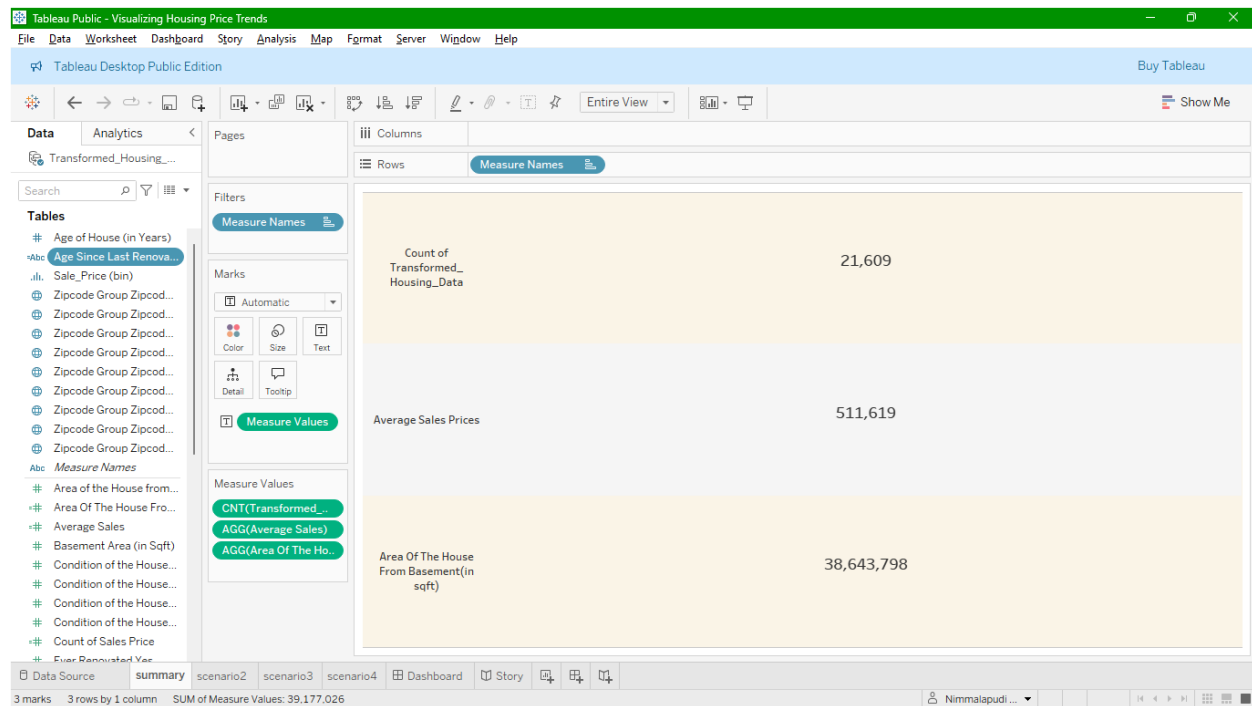 Tableau Public - Visualizing Housing Price Trends
File Data Worksheet Dashboard Story Analysis Map Format Server Window Help
Tableau Desktop Public Edition
Buy Tableau
Entire View
Show Me
Data Analytics
Transformed_Housing_...
Search
Tables
# Age of House (in Years)
=Abc Age Since Last Renova...
Sale_Price (bin)
Zipcode Group Zipcod...
Zipcode Group Zipcod...
Zipcode Group Zipcod...
Zipcode Group Zipcod...
Zipcode Group Zipcod...
Zipcode Group Zipcod...
Zipcode Group Zipcod...
Zipcode Group Zipcod...
Zipcode Group Zipcod...
Abc Measure Names
# Area of the House from...
=# Area Of The House Fro...
=# Average Sales
# Basement Area (in Sqft)
# Condition of the House...
# Condition of the House...
# Condition of the House...
# Condition of the House...
=# Count of Sales Price
# Ever Renovated Yes
Pages
Filters
Measure Names
Marks
T Automatic
Color Size Text
Detail Tooltip
T Measure Values
Measure Values
CNT(Transformed_..
AGG(Average Sales)
AGG(Area Of The Ho..
iii Columns
Rows
Measure Names
Count of
Transformed_
Housing_Data
21,609
Average Sales Prices
511,619
Area Of The House
From Basement(in
sqft)
38,643,798
Data Source summary scenario2 scenario3 scenario4 Dashboard Story
3 marks 3 rows by 1 column SUM of Measure Values: 39,177,026
Nimmalapudi ...